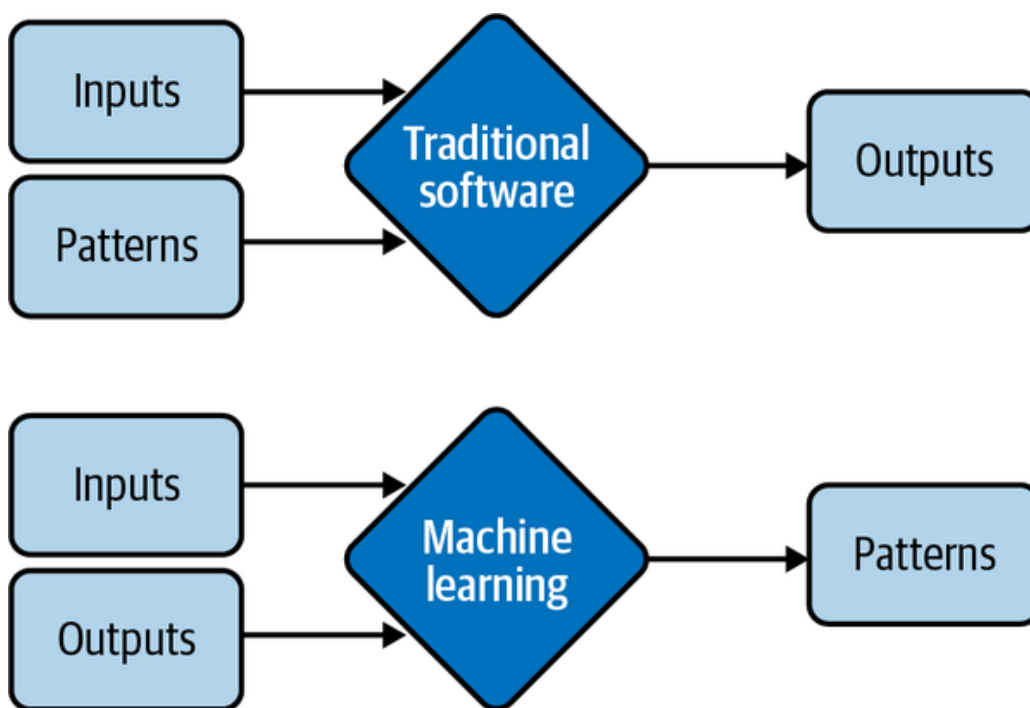 Inputs
Patterns
Traditional
software
Outputs
Inputs
Outputs
Machine
learning
Patterns